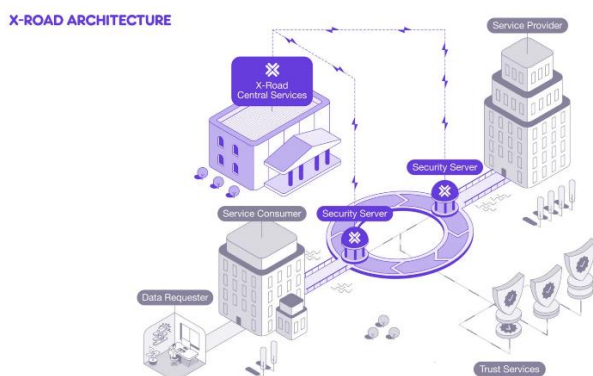 X-ROAD ARCHITECTURE
Service Provider
X-Road
Central Services
Security Server
Service Consumer
Security Server
Data Requester
Trust Services